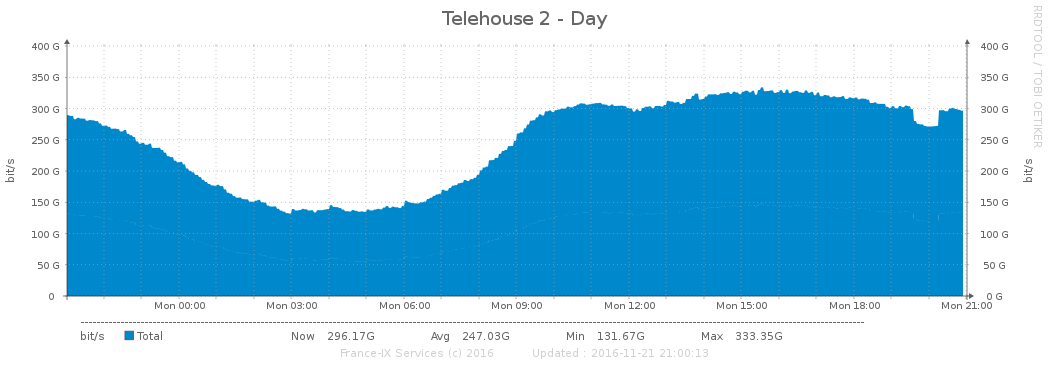 Telehouse 2 - Day
RRDTOOL / TOBI OETIKER
400 G 400 G
350 G 350 G
300 G 300 G
250 G 250 G
200 G 200 G
150 G 150 G
100 G 100 G
50 G 50 G
0 0 G
bit/s bit/s
Mon 00:00 Mon 03:00 Mon 06:00 Mon 09:00 Mon 12:00 Mon 15:00 Mon 18:00 Mon 21:00
bit/s Total Now 296.17G Avg 247.03G Min 131.67G Max 333.35G
France-IX Services (c) 2016 Updated : 2016-11-21 21:00:13